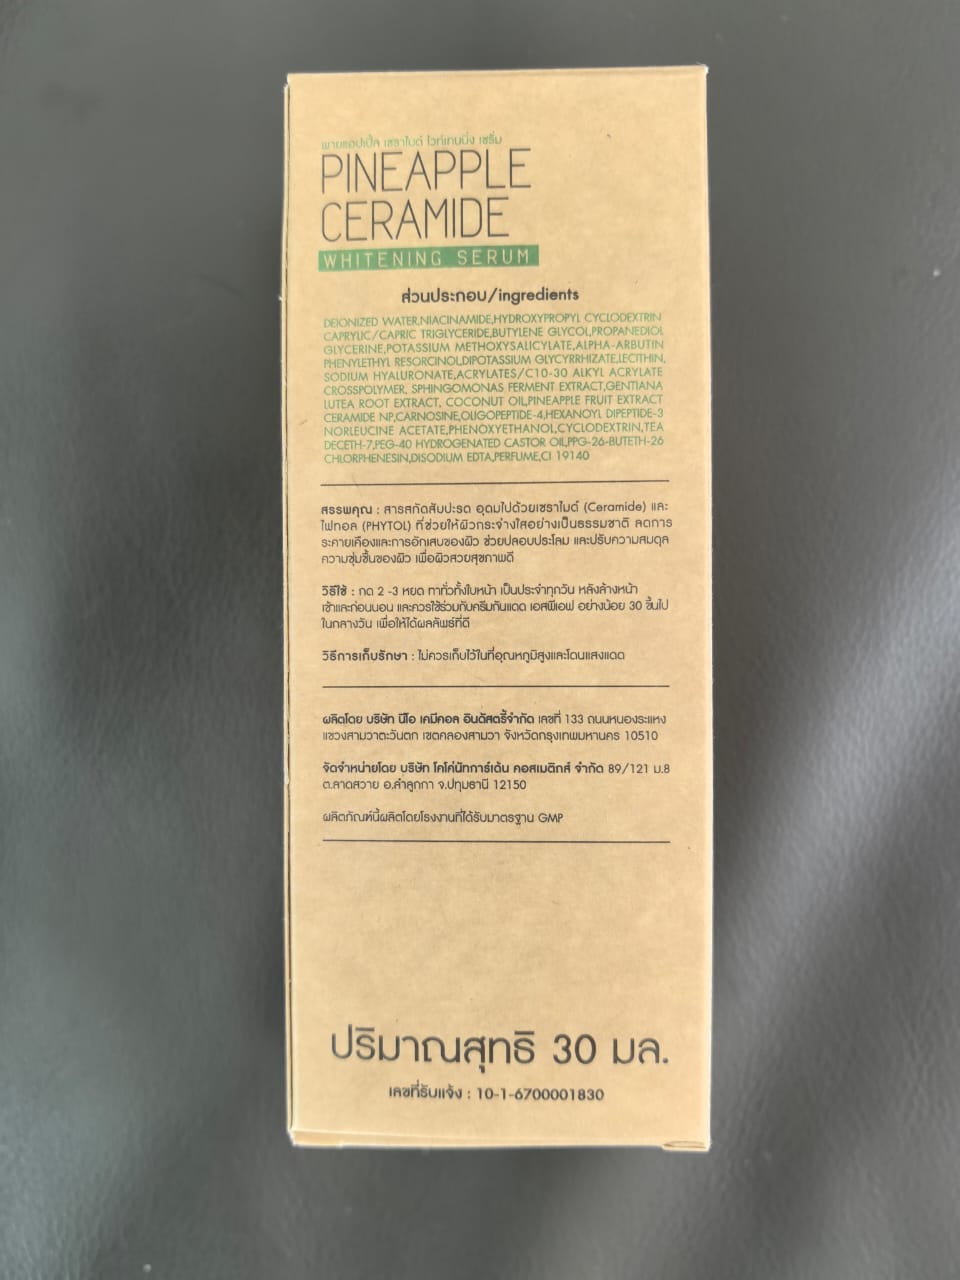 พายแอปเปิ้ล เซราไมด์ ไวท์เทนนิ่ง เซรั่ม
PINEAPPLE
CERAMIDE
WHITENING SERUM
ส่วนประกอบ/ingredients
DEIONIZED WATER,NIACINAMIDE,HYDROXYPROPYL CYCLODEXTRIN
CAPRYLIC/CAPRIC TRIGLYCERIDE,BUTYLENE GLYCOL,PROPANEDIOL
GLYCERINE,POTASSIUM METHOXYSALICYLATE,ALPHA-ARBUTIN
PHENYLETHYL RESORCINOL,DIPOTASSIUM GLYCYRRHIZATE,LECITHIN,
SODIUM HYALURONATE,ACRYLATES/C10-30 ALKYL ACRYLATE
CROSSPOLYMER, SPHINGOMONAS FERMENT EXTRACT,GENTIANA
LUTEA ROOT EXTRACT, COCONUT OIL,PINEAPPLE FRUIT EXTRACT
CERAMIDE NP,CARNOSINE,OLIGOPEPTIDE-4,HEXANOYL DIPEPTIDE-3
NORLEUCINE ACETATE,PHENOXYETHANOL,CYCLODEXTRIN,TEA
DECETH-7,PEG-40 HYDROGENATED CASTOR OIL,PPG-26-BUTETH-26
CHLORPHENESIN,DISODIUM EDTA,PERFUME,CI 19140
สรรพคุณ : สารสกัดสับปะรด อุดมไปด้วยเซราไมด์ (Ceramide) และ
ไฟทอล (PHYTOL) ที่ช่วยให้ผิวกระจ่างใสอย่างเป็นธรรมชาติ ลดการ
ระคายเคืองและการอักเสบของผิว ช่วยปลอบประโลม และปรับความสมดุล
ความชุ่มชื้นของผิว เพื่อผิวสวยสุขภาพดี
วิธีใช้ : กด 2 -3 หยด ทาทั่วทั้งใบหน้า เป็นประจำทุกวัน หลังล้างหน้า
เช้าและก่อนนอน และควรใช้ร่วมกับครีมกันแดด เอสพีเอฟ อย่างน้อย 30 ขึ้นไป
ในกลางวัน เพื่อให้ได้ผลลัพธ์ที่ดี
วิธีการเก็บรักษา : ไม่ควรเก็บไว้ในที่อุณหภูมิสูงและโดนแสงแดด
ผลิตโดย บริษัท นีโอ เคมีคอล อินดัสตรี้จำกัด เลขที่ 133 ถนนหนองระแหง
แขวงสามวาตะวันตก เขตคลองสามวา จังหวัดกรุงเทพมหานคร 10510
จัดจำหน่ายโดย บริษัท โคโค่นัทการ์เด้น คอสเมติกส์ จำกัด 89/121 ม.8
ต.ลาดสวาย อ.ลำลูกกา จ.ปทุมธานี 12150
ผลิตภัณฑ์นี้ผลิตโดยโรงงานที่ได้รับมาตรฐาน GMP
ปริมาณสุทธิ 30 มล.
เลขที่รับแจ้ง : 10-1-6700001830